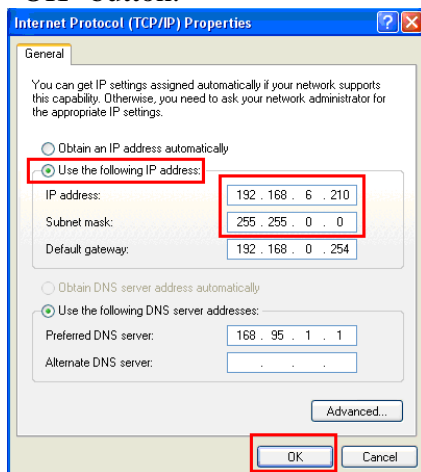 "OK" button.
Internet Protocol (TCP/IP) Properties
General
You can get IP settings assigned automatically if your network supports
this capability. Otherwise, you need to ask your network administrator for
the appropriate IP settings.
Obtain an IP address automatically
Use the following IP address:
IP address: 192 . 168 . 6 . 210
Subnet mask: 255 . 255 . 0 . 0
Default gateway: 192 . 168 . 0 . 254
Obtain DNS server address automatically
Use the following DNS server addresses:
Preferred DNS server: 168 . 95 . 1 . 1
Alternate DNS server: . . .
Advanced...
OK Cancel